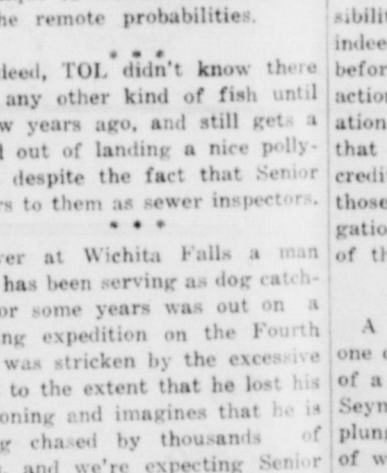 he remote probabilities.
* * *
deed, TOL didn't know there
any other kind of fish until
w years ago, and still gets a
l out of landing a nice polly-
despite the fact that Senior
rs to them as sewer inspectors.
* * *
ver at Wichita Falls a man
has been serving as dog catch-
or some years was out on a
ng expedition on the Fourth
was stricken by the excessive
to the extent that he lost his
oning and imagines that he is
g chased by thousands of
, and we're expecting Senior
sibilit
indee
befor
action
ation
that
credi
those
gatio
of th
A
one o
of a
Seyn
plung
of w